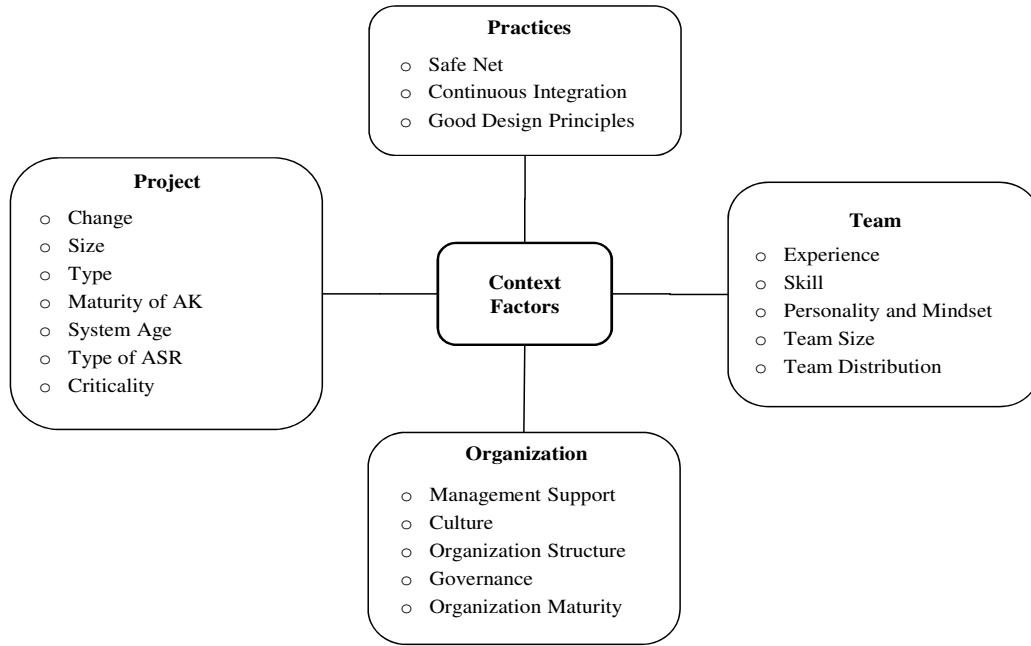 Practices
o Safe Net
o Continuous Integration
o Good Design Principles
Project
o Change
o Size
o Type
o Maturity of AK
o System Age
o Type of ASR
o Criticality
Context
Factors
Team
o Experience
o Skill
o Personality and Mindset
o Team Size
o Team Distribution
Organization
o Management Support
o Culture
o Organization Structure
o Governance
o Organization Maturity